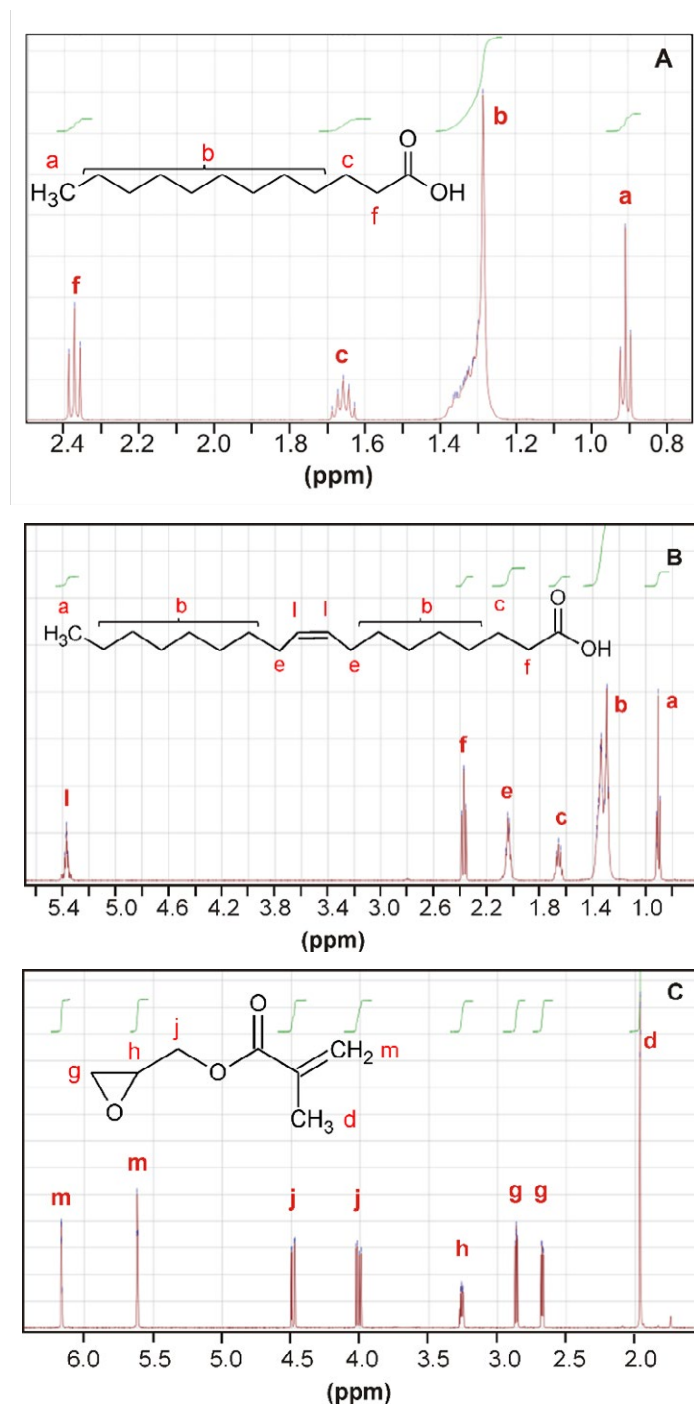 A
b
O
a
b
c
H3C
OH
f
a
f
c
2.4 2.2 2.0 1.8 1.6 1.4 1.2 1.0 0.8
(ppm)
B
a
b
l
l
b
c
O
H3C
OH
e
e
f
b
a
f
l
e
c
5.4 5.0 4.6 4.2 3.8 3.4 3.0 2.6 2.2 1.8 1.4 1.0
(ppm)
C
O
j
d
h
CH2
m
g
O
O
CH3
d
m
m
j
j
g
g
h
6.0 5.5 5.0 4.5 4.0 3.5 3.0 2.5 2.0
(ppm)